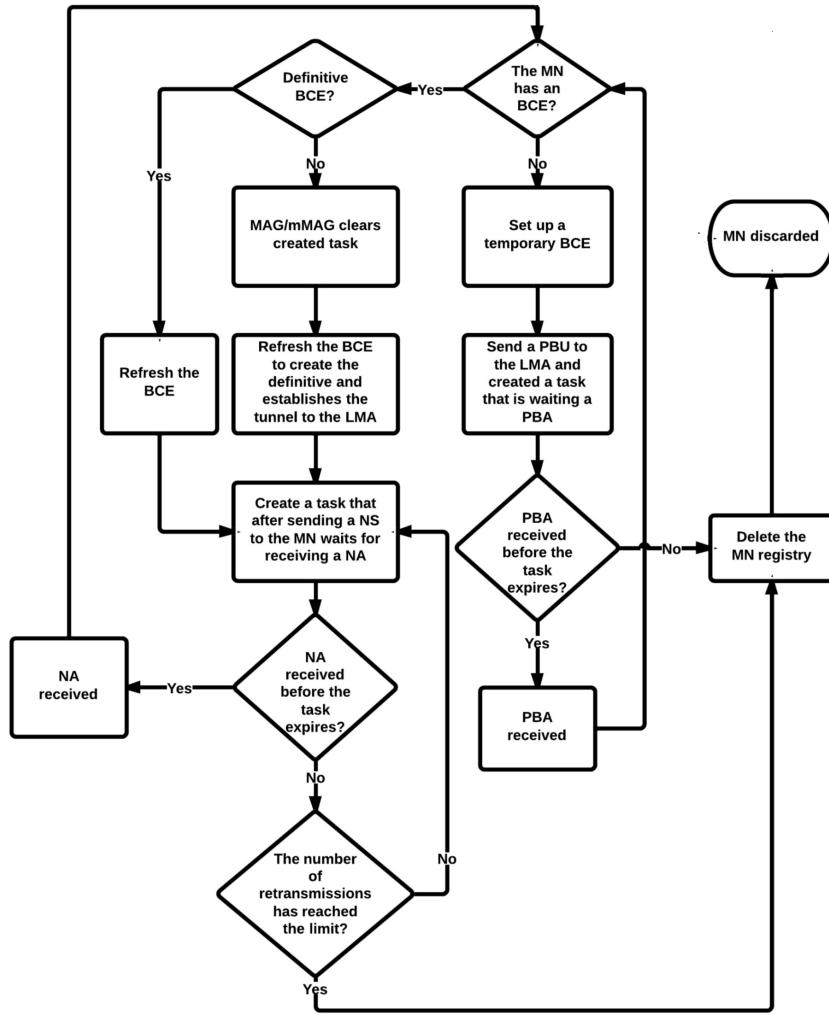 Definitive
BCE?
Yes
The MN
has an
BCE?
Yes
No
No
MAG/mMAG clears
created task
Set up a
temporary BCE
MN discarded
Refresh the
BCE
Refresh the BCE
to create the
definitive and
establishes the
tunnel to the LMA
Send a PBU to
the LMA and
created a task
that is waiting a
PBA
Create a task that
after sending a NS
to the MN waits for
receiving a NA
PBA
received
before the
task
expires?
No
Delete the
MN registry
Yes
NA
received
Yes
NA
received
before the
task
expires?
PBA
received
No
The number
of
retransmissions
has reached
the limit?
No
Yes